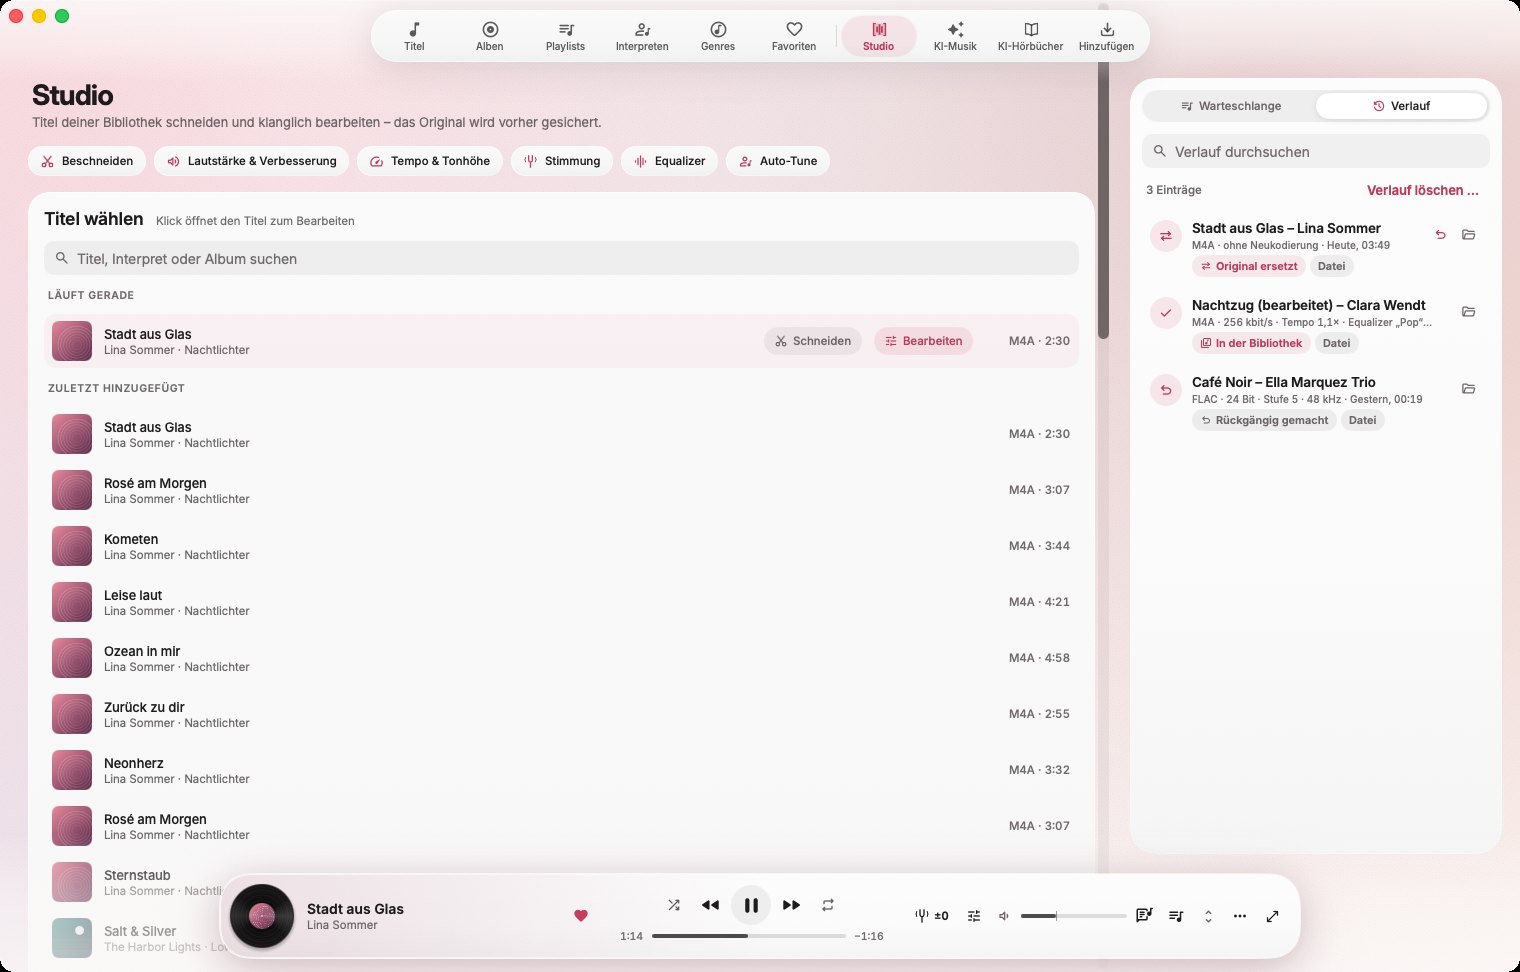 Titel
Alben
Playlists
Interpreten
Genres
Favoriten
Studio
KI-Musik
KI-Hörbücher
Hinzufügen
Studio
Titel deiner Bibliothek schneiden und klanglich bearbeiten – das Original wird vorher gesichert.
Beschneiden
Lautstärke & Verbesserung
Tempo & Tonhöhe
Stimmung
Equalizer
Auto-Tune
Titel wählen Klick öffnet den Titel zum Bearbeiten
Titel, Interpret oder Album suchen
LÄUFT GERADE
Stadt aus Glas
Lina Sommer · Nachtlichter
Schneiden
Bearbeiten
M4A · 2:30
ZULETZT HINZUGEFÜGT
Stadt aus Glas
Lina Sommer · Nachtlichter
M4A · 2:30
Rosé am Morgen
Lina Sommer · Nachtlichter
M4A · 3:07
Kometen
Lina Sommer · Nachtlichter
M4A · 3:44
Leise laut
Lina Sommer · Nachtlichter
M4A · 4:21
Ozean in mir
Lina Sommer · Nachtlichter
M4A · 4:58
Zurück zu dir
Lina Sommer · Nachtlichter
M4A · 2:55
Neonherz
Lina Sommer · Nachtlichter
M4A · 3:32
Rosé am Morgen
Lina Sommer · Nachtlichter
M4A · 3:07
Sternstaub
Lina Sommer · Nachtli
Salt & Silver
The Harbor Lights · Lo
Warteschlange
Verlauf
Verlauf durchsuchen
3 Einträge
Verlauf löschen ...
Stadt aus Glas – Lina Sommer
M4A · ohne Neukodierung · Heute, 03:49
Original ersetzt
Datei
Nachtzug (bearbeitet) – Clara Wendt
M4A · 256 kbit/s · Tempo 1,1× · Equalizer „Pop“...
In der Bibliothek
Datei
Café Noir – Ella Marquez Trio
FLAC · 24 Bit · Stufe 5 · 48 kHz · Gestern, 00:19
Rückgängig gemacht
Datei
Stadt aus Glas
Lina Sommer
1:14
−1:16
±0